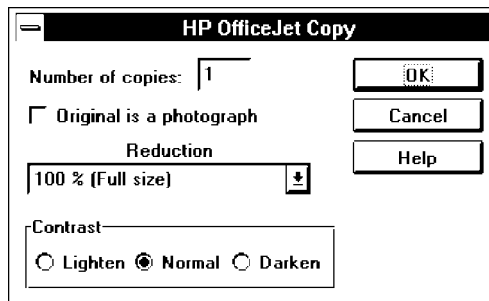 HP OfficeJet Copy
Number of copies: 1
OK
Original is a photograph
Cancel
Reduction
Help
100 % (Full size)
Contrast
Lighten Normal Darken